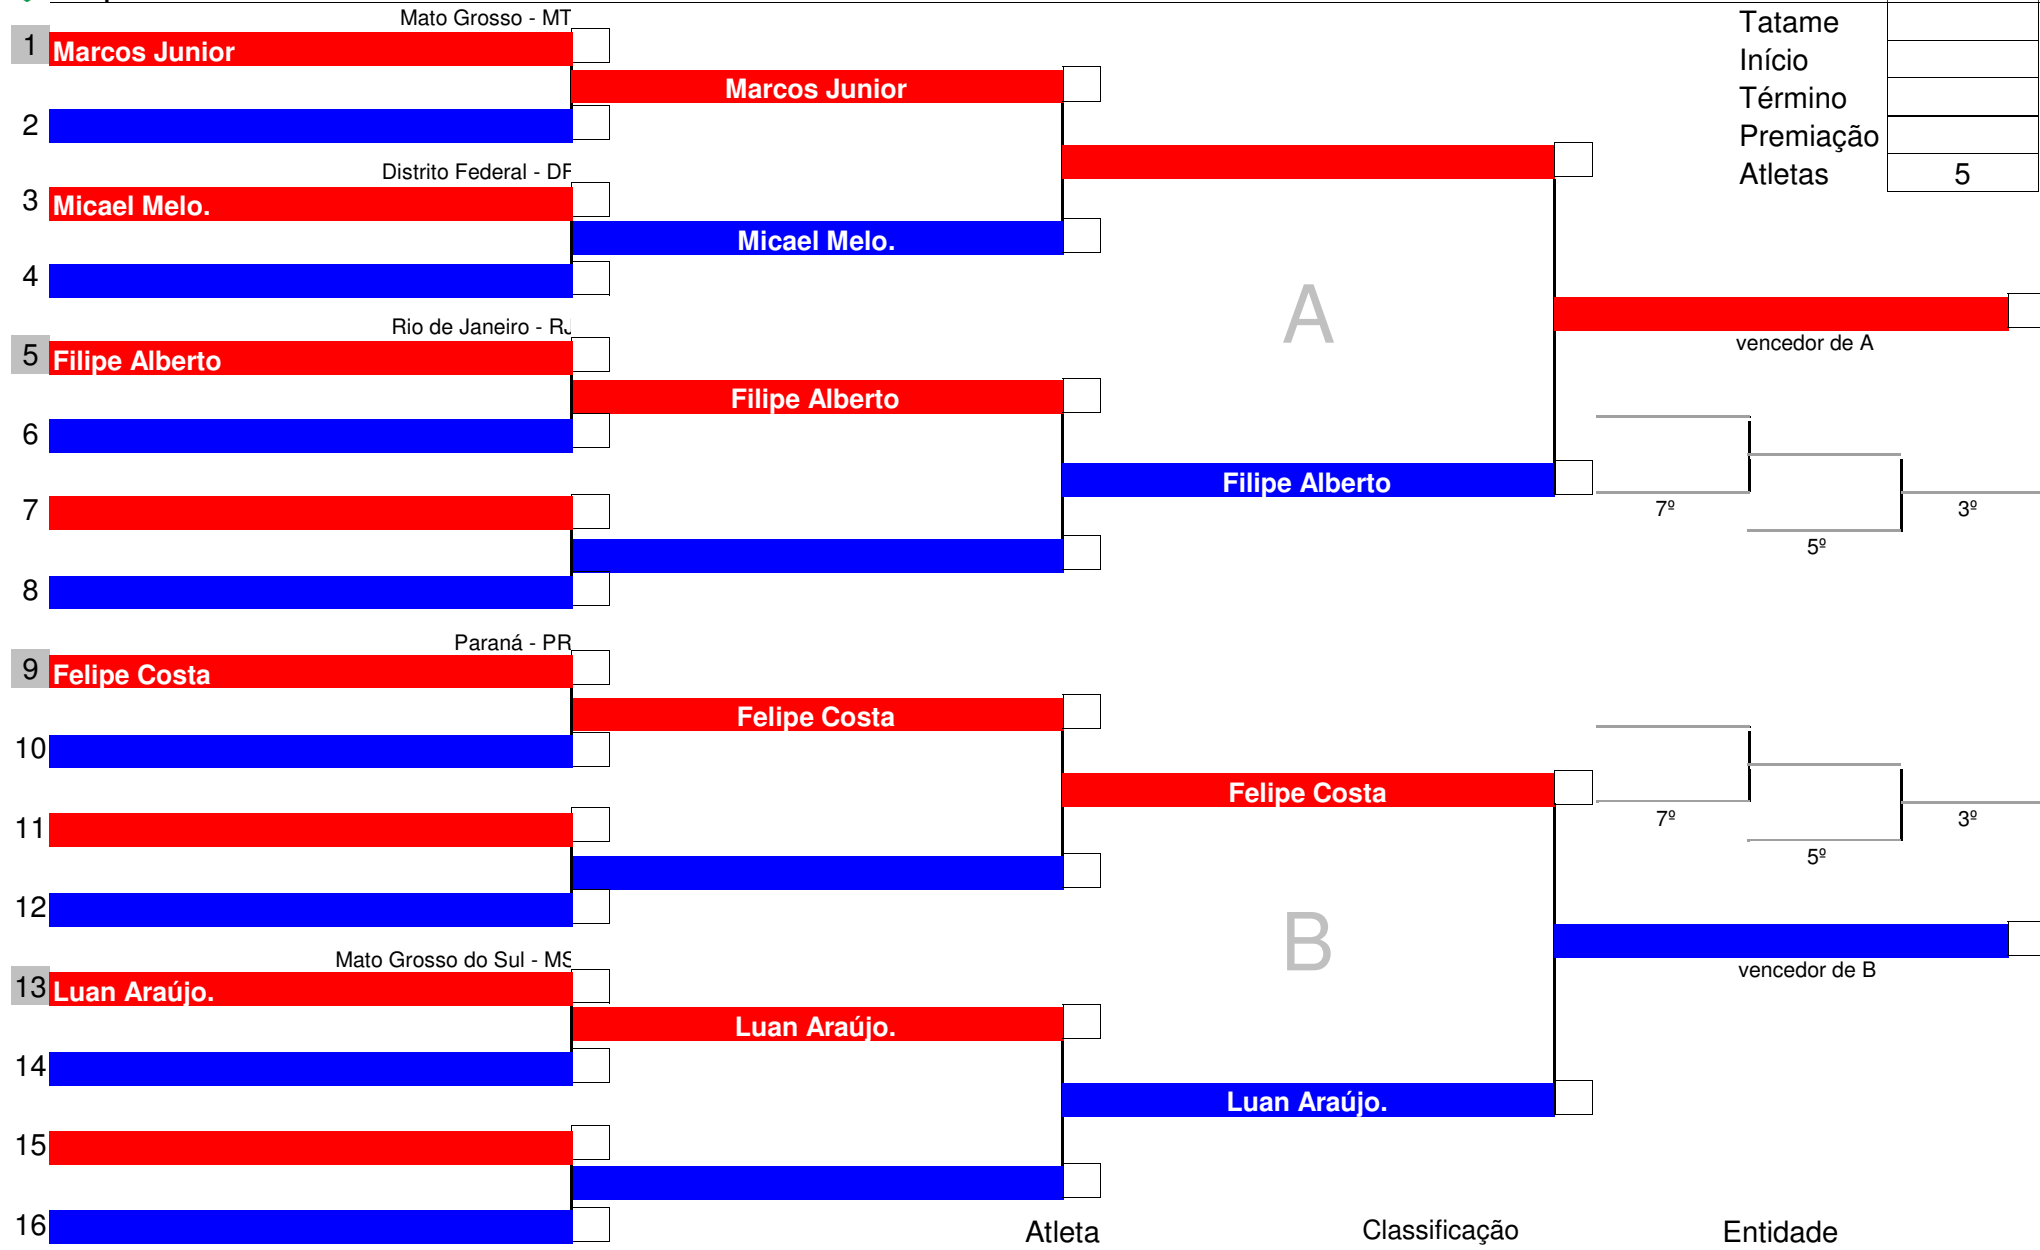 Mato Grosso - MT
1 Marcos Junior
Marcos Junior
2
Distrito Federal - DF
3 Micael Melo.
Micael Melo.
4
Rio de Janeiro - RJ
5 Filipe Alberto
Filipe Alberto
6
7
8
Filipe Alberto
A
vencedor de A
7º
5º
3º
Tatame
Início
Término
Premiação
Atletas 5
Paraná - PR
9 Felipe Costa
Felipe Costa
10
11
12
Felipe Costa
B
Mato Grosso do Sul - MS
13 Luan Araújo.
Luan Araújo.
14
15
16
Luan Araújo.
7º
5º
3º
vencedor de B
Atleta Classificação Entidade